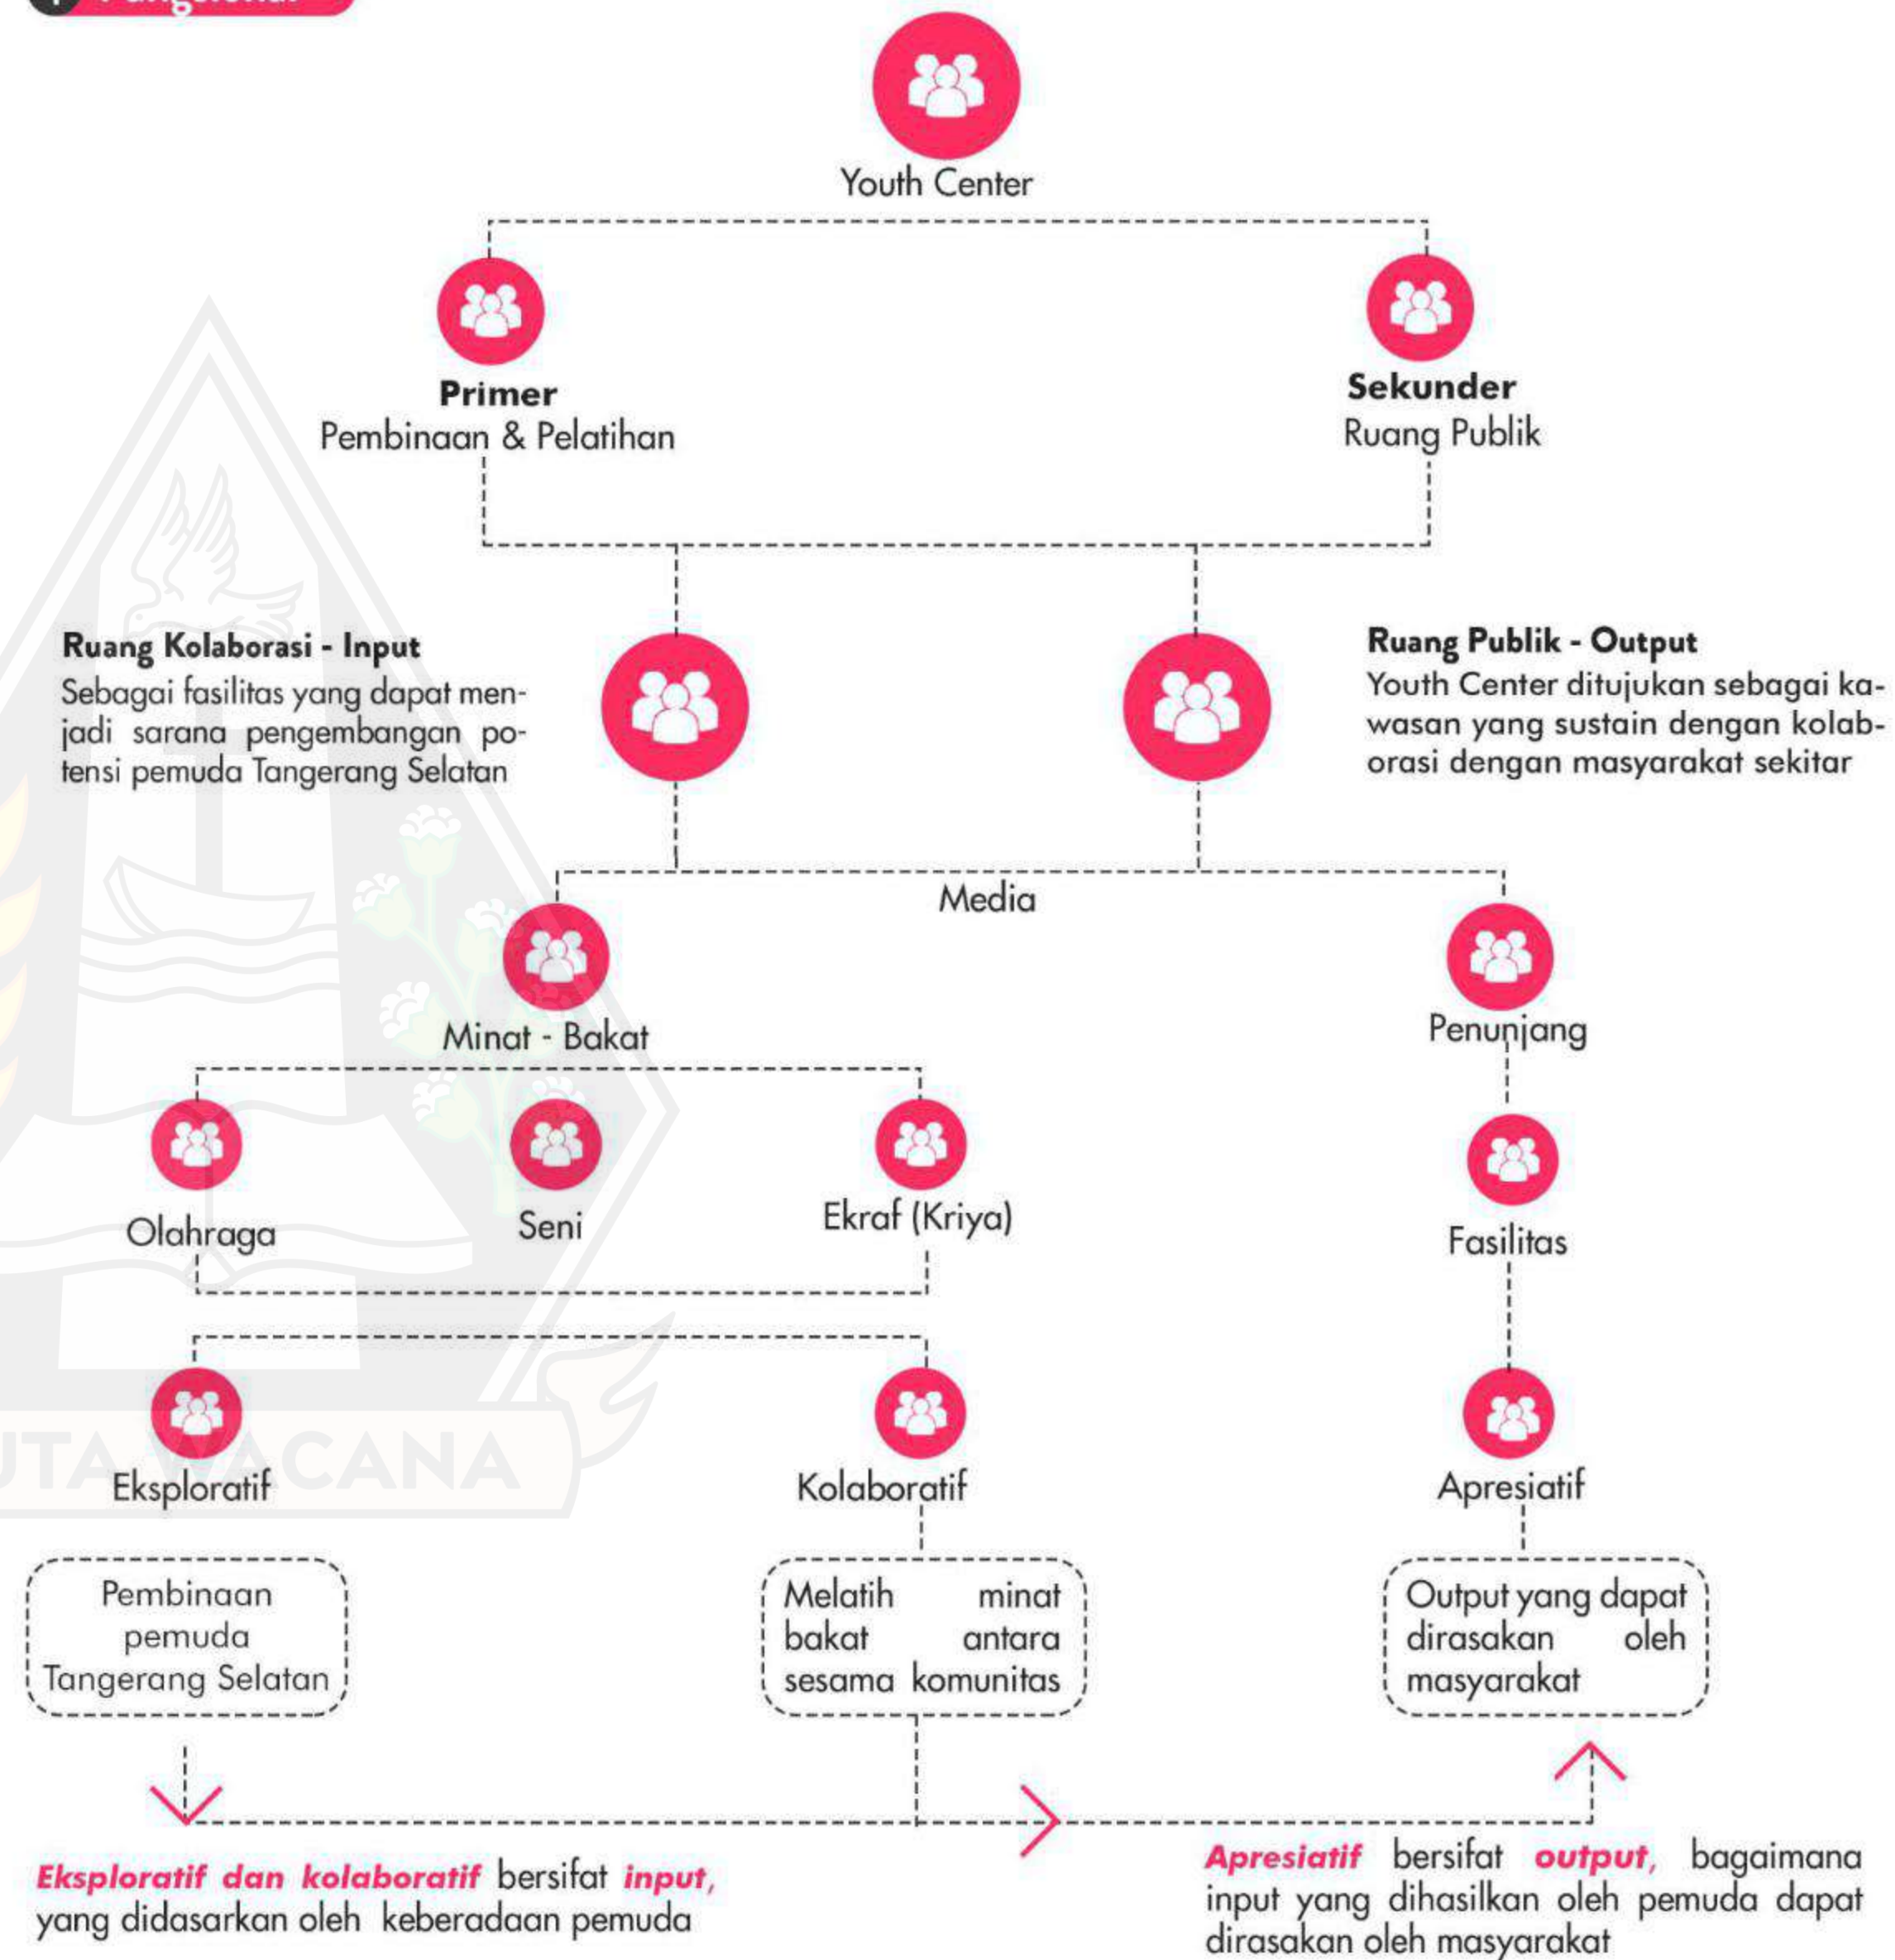 Youth Center
Primer
Pembinaan & Pelatihan
Sekunder
Ruang Publik
Ruang Kolaborasi - Input
Sebagai fasilitas yang dapat men-
jadi sarana pengembangan po-
tensi pemuda Tangerang Selatan
Ruang Publik - Output
Youth Center ditujukan sebagai ka-
wasan yang sustain dengan kolab-
orasi dengan masyarakat sekitar
Media
Minat - Bakat
Penunjang
Olahraga
Seni
Ekraf (Kriya)
Fasilitas
Eksploratif
Kolaboratif
Apresiatif
UTA WACANA
Pembinaan
pemuda
Tangerang Selatan
Melatih minat
bakat antara
sesama komunitas
Output yang dapat
dirasakan oleh
masyarakat
Eksploratif dan kolaboratif bersifat input,
yang didasarkan oleh keberadaan pemuda
Apresiatif bersifat output, bagaimana
input yang dihasilkan oleh pemuda dapat
dirasakan oleh masyarakat